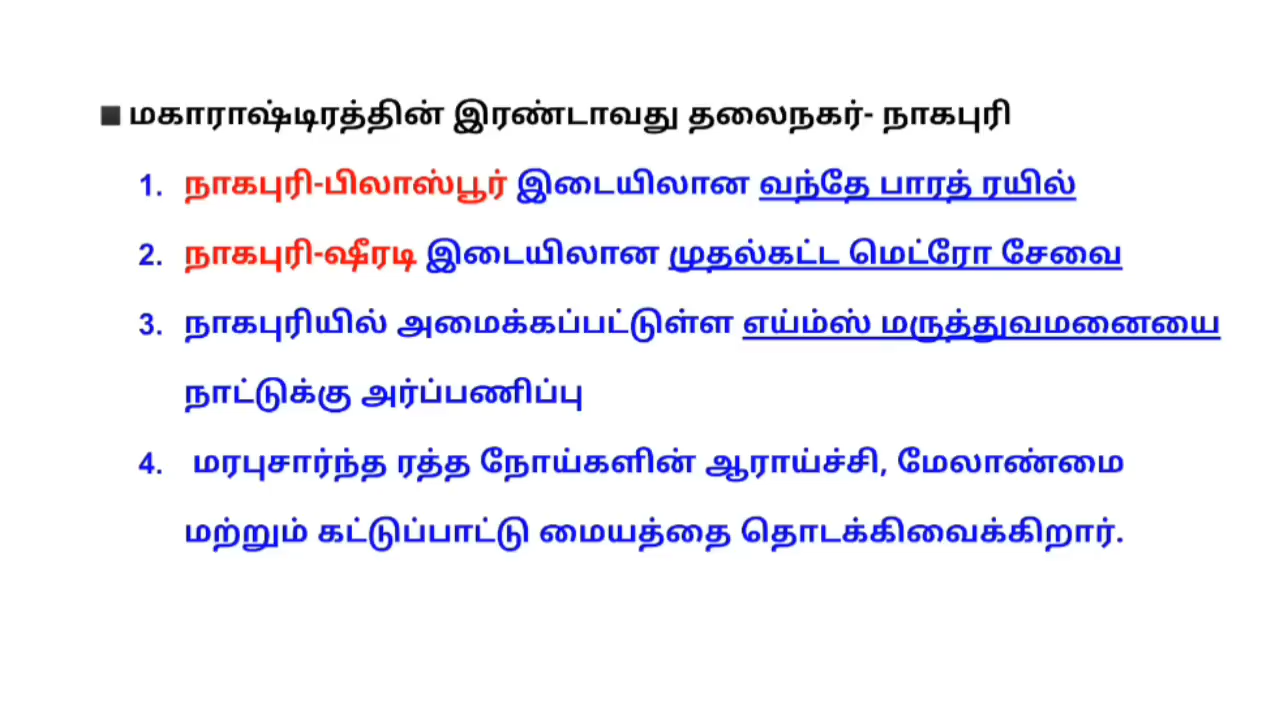 ■ மகாராஷ்டிரத்தின் இரண்டாவது தலைநகர்- நாகபுரி
1. நாகபுரி-பிலாஸ்பூர் இடையிலான வந்தே பாரத் ரயில்
2. நாகபுரி-ஷீரடி இடையிலான முதல்கட்ட மெட்ரோ சேவை
3. நாகபுரியில் அமைக்கப்பட்டுள்ள எய்ம்ஸ் மருத்துவமனையை
நாட்டுக்கு அர்ப்பணிப்பு
4. மரபுசார்ந்த ரத்த நோய்களின் ஆராய்ச்சி, மேலாண்மை
மற்றும் கட்டுப்பாட்டு மையத்தை தொடக்கிவைக்கிறார்.